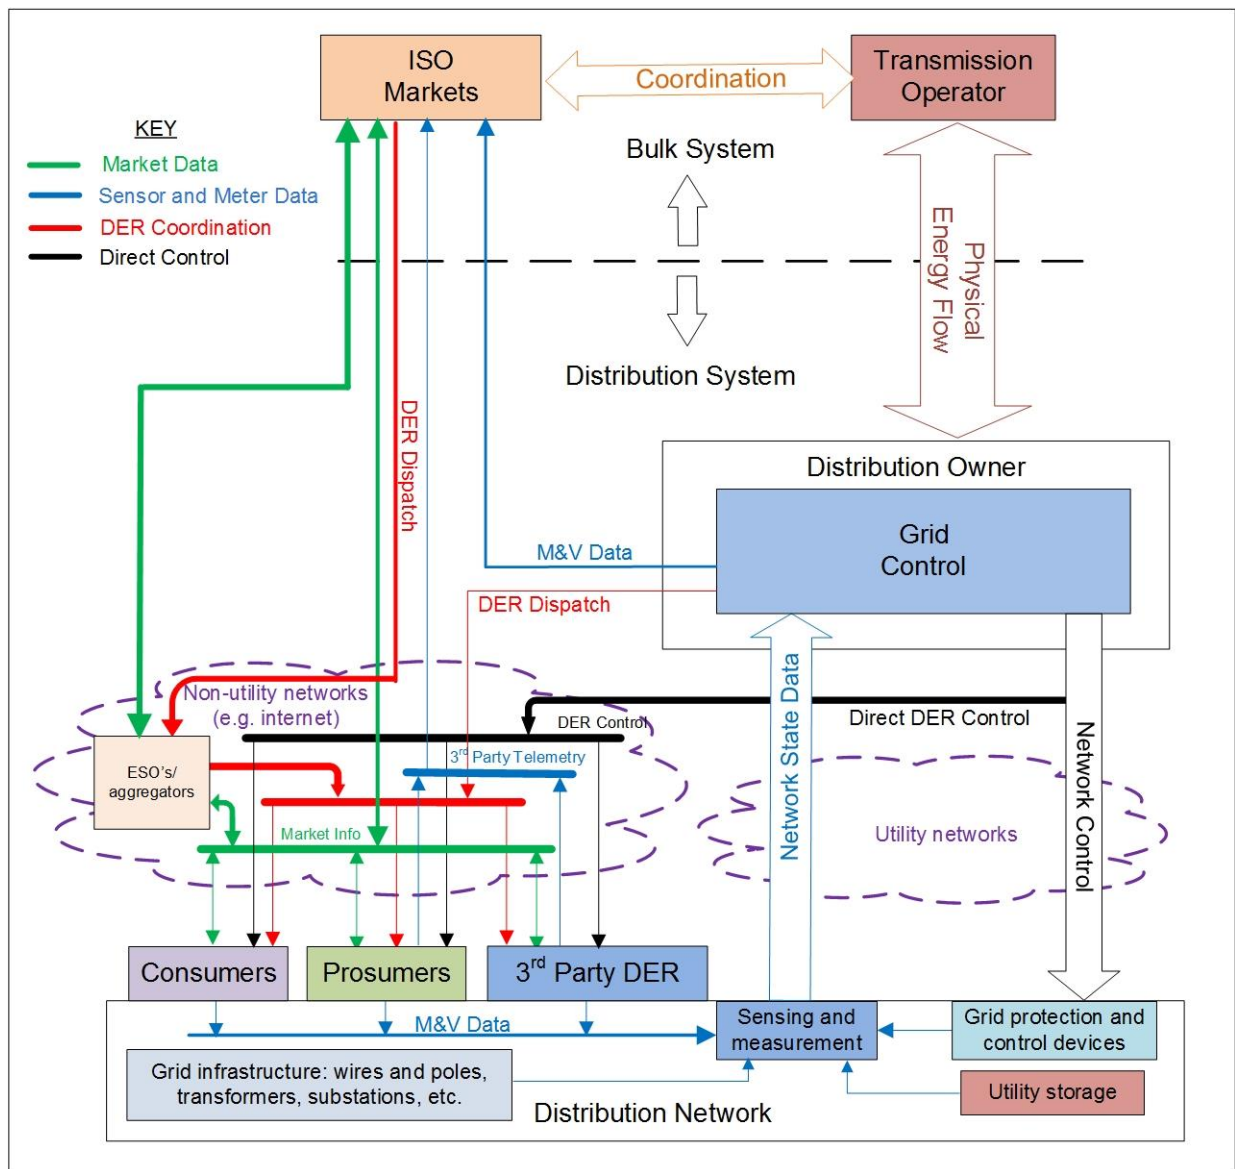 ISO
Markets
Coordination
Transmission
Operator
KEY
Market Data
Sensor and Meter Data
DER Coordination
Direct Control
Bulk System
Physical
Energy Flow
Distribution System
DER Dispatch
Distribution Owner
Grid
Control
M&V Data
DER Dispatch
Non-utility networks
(e.g. internet)
DER Control
Direct DER Control
Network State Data
Network Control
3rd Party Telemetry
ESO's/
aggregators
Market Info
Utility networks
Consumers
Prosumers
3rd Party DER
M&V Data
Sensing and
measurement
Grid protection and
control devices
Grid infrastructure: wires and poles,
transformers, substations, etc.
Utility storage
Distribution Network